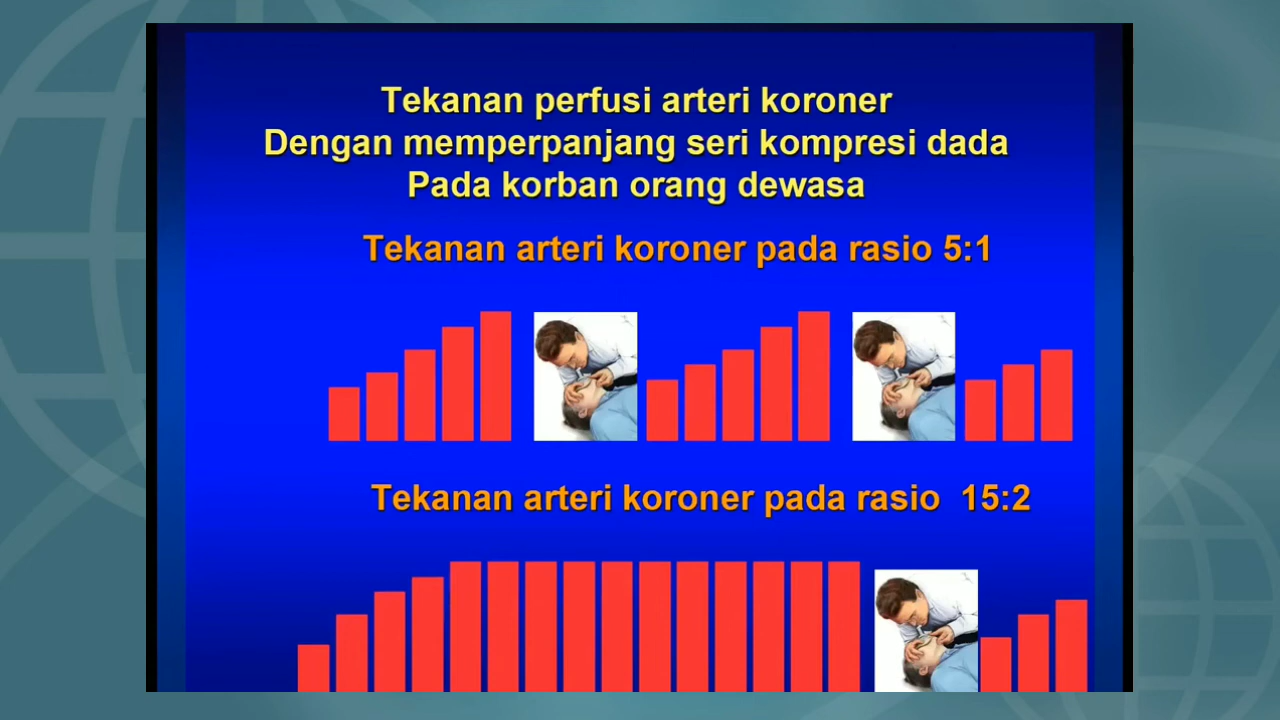 Tekanan perfusi arteri koroner
Dengan memperpanjang seri kompresi dada
Pada korban orang dewasa
Tekanan arteri koroner pada rasio 5:1
Tekanan arteri koroner pada rasio 15:2